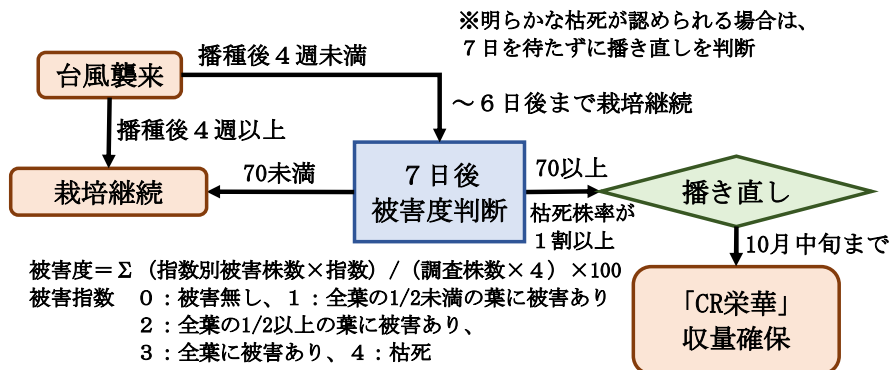 ※明らかな枯死が認められる場合は、
７日を待たずに播き直しを判断
播種後４週未満
台風襲来
～６日後まで栽培継続
播種後４週以上
70未満
７日後
被害度判断
70以上
枯死株率が
１割以上
播き直し
栽培継続
10月中旬まで
被害度＝Σ（指数別被害株数×指数）/（調査株数×４）×100
被害指数　０：被害無し、１：全葉の1/2未満の葉に被害あり
２：全葉の1/2以上の葉に被害あり、
３：全葉に被害あり、４：枯死
「CR栄華」
収量確保